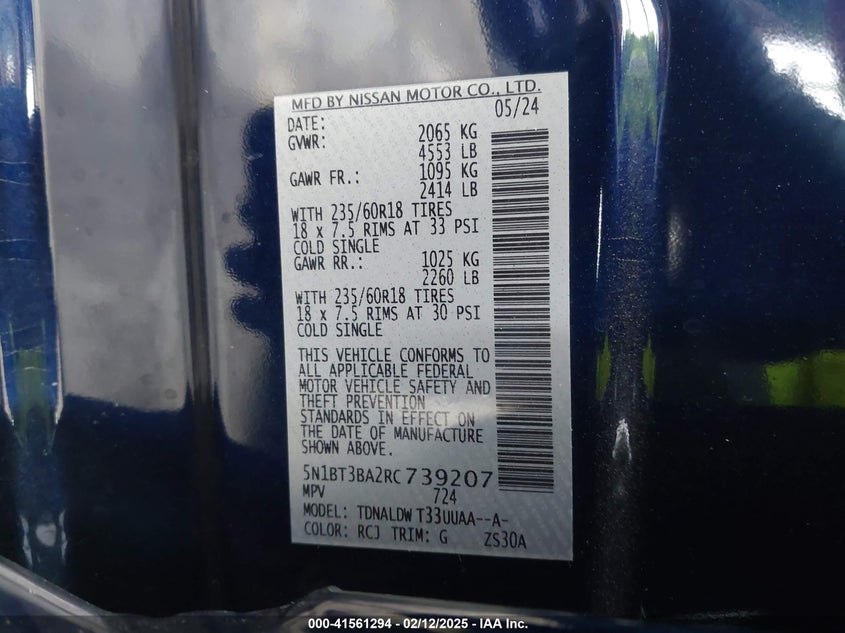 MFD BY NISSAN MOTOR CO., LTD.
DATE: 05/24
GVWR: 2065 KG
4553 LB
GAWR FR.: 1095 KG
2414 LB
WITH 235/60R18 TIRES
18 x 7.5 RIMS AT 33 PSI
COLD SINGLE
GAWR RR.: 1025 KG
2260 LB
WITH 235/60R18 TIRES
18 x 7.5 RIMS AT 30 PSI
COLD SINGLE
THIS VEHICLE CONFORMS TO
ALL APPLICABLE FEDERAL
MOTOR VEHICLE SAFETY AND
THEFT PREVENTION
STANDARDS IN EFFECT ON
THE DATE OF MANUFACTURE
SHOWN ABOVE.
5N1BT3BA2RC739207
MPV 724
MODEL: TDNALDW T33UUAA--A-
COLOR: RCJ TRIM: G ZS30A
000-41561294 - 02/12/2025 - IAA, Inc.